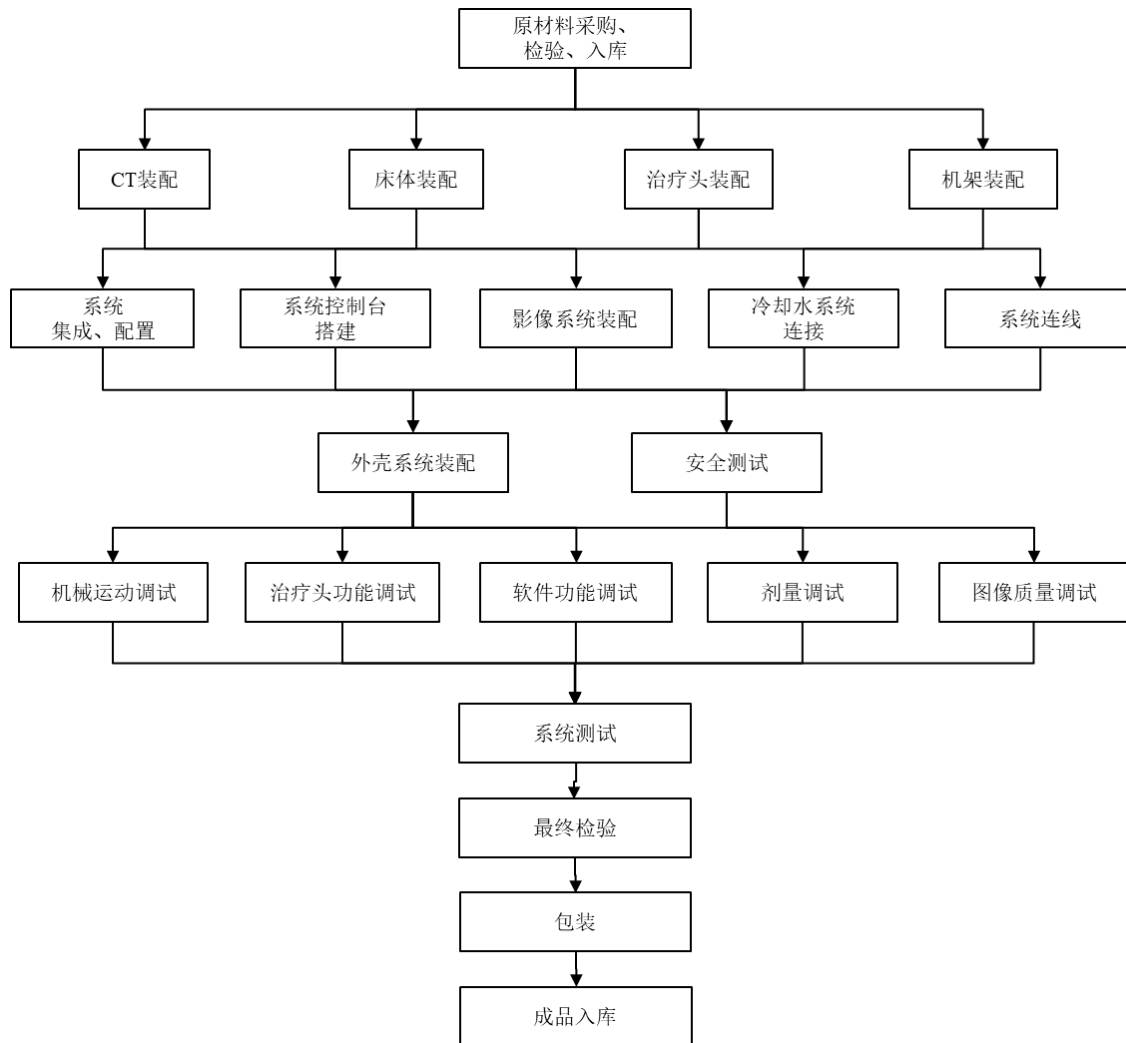 原材料采购、
检验、入库
CT装配
床体装配
治疗头装配
机架装配
系统
集成、配置
系统控制台
搭建
影像系统装配
冷却水系统
连接
系统连线
外壳系统装配
安全测试
机械运动调试
治疗头功能调试
软件功能调试
剂量调试
图像质量调试
系统测试
最终检验
包装
成品入库